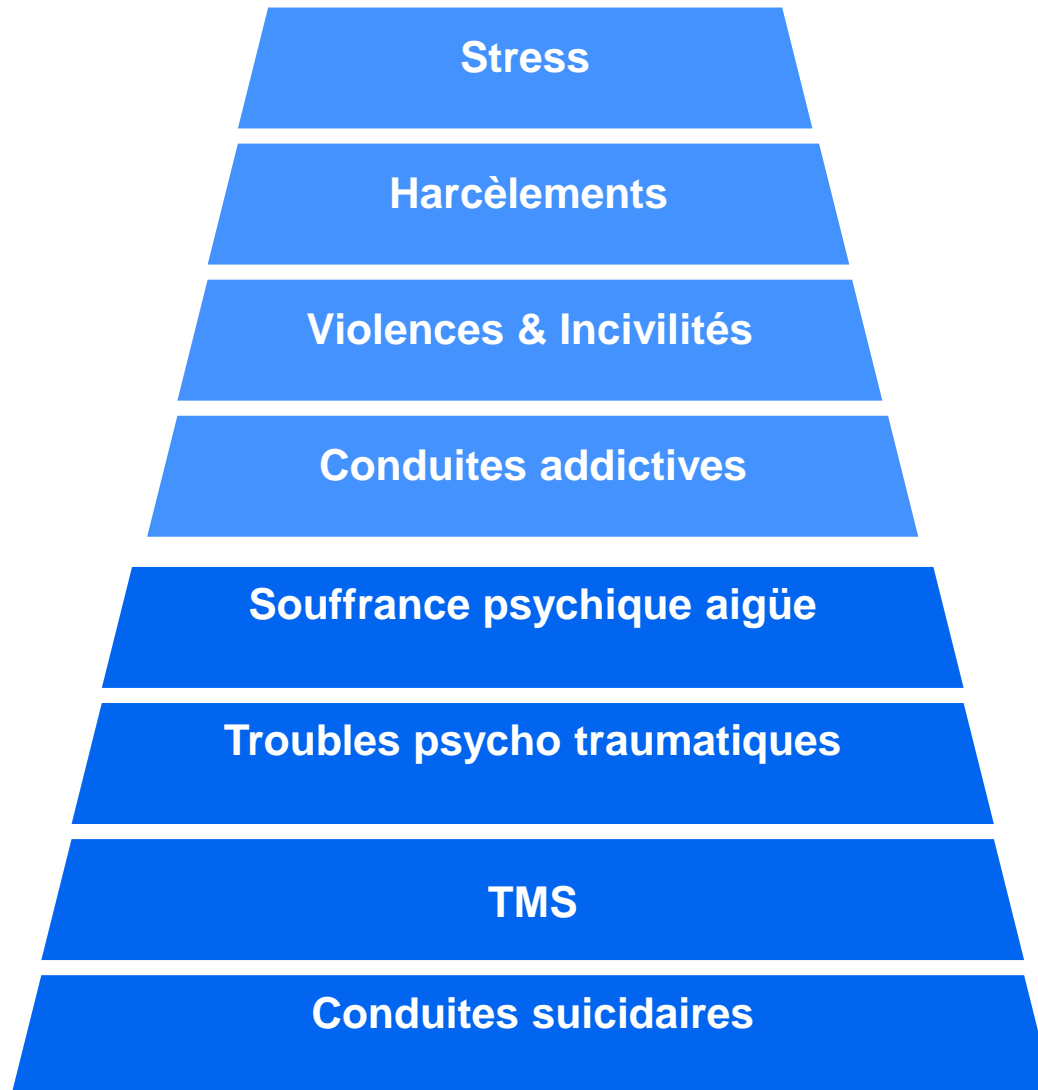 Stress
Harcèlements
Violences & Incivilités
Conduites addictives
Souffrance psychique aigüe
Troubles psycho traumatiques
TMS
Conduites suicidaires